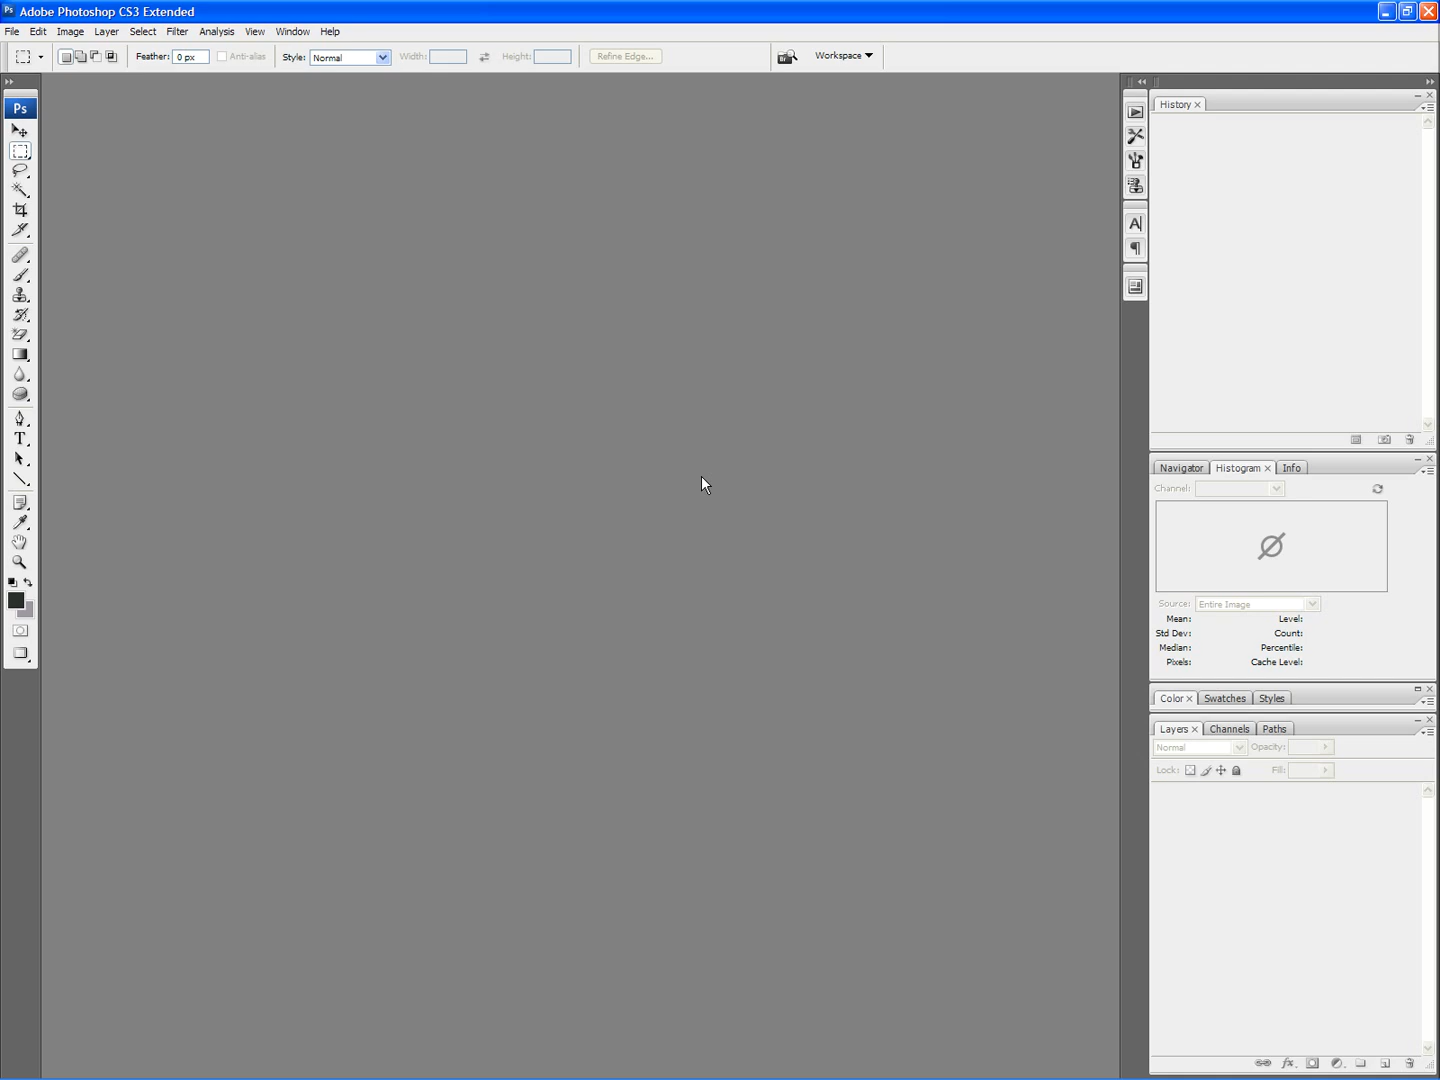 Adobe Photoshop CS3 Extended
File Edit Image Layer Select Filter Analysis View Window Help
Feather: 0 px Anti-alias Style: Normal Width: Height: Refine Edge... Br Workspace
Ps
History
T
A
Navigator Histogram Info
Channel:
Source: Entire Image
Mean: Level:
Std Dev: Count:
Median: Percentile:
Pixels: Cache Level:
Color Swatches Styles
Layers Channels Paths
Normal Opacity:
Lock: Fill:
fx